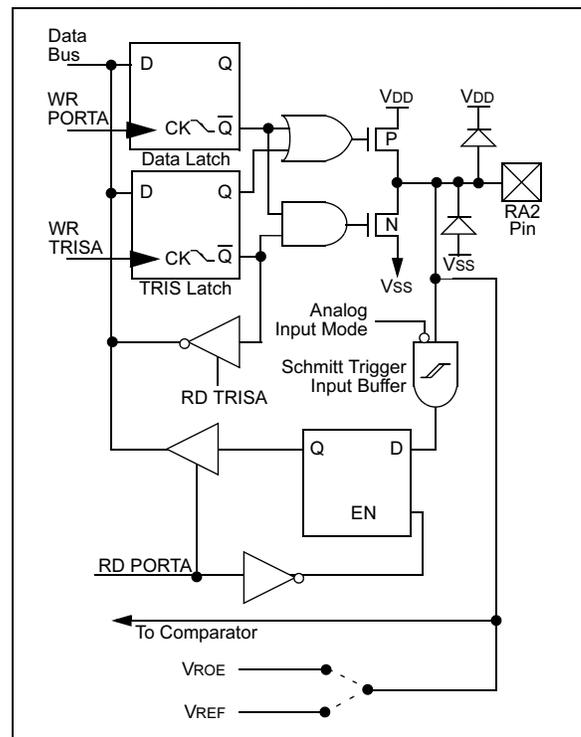 Data
Bus
D
Q
WR
PORTA
CK
Q
Data Latch
VDD
P
VDD
RA2
Pin
D
Q
WR
TRISA
CK
Q
TRIS Latch
N
VSS
VSS
Analog
Input Mode
Schmitt Trigger
Input Buffer
RD TRISA
Q
D
EN
RD PORTA
To Comparator
VROE
VREF